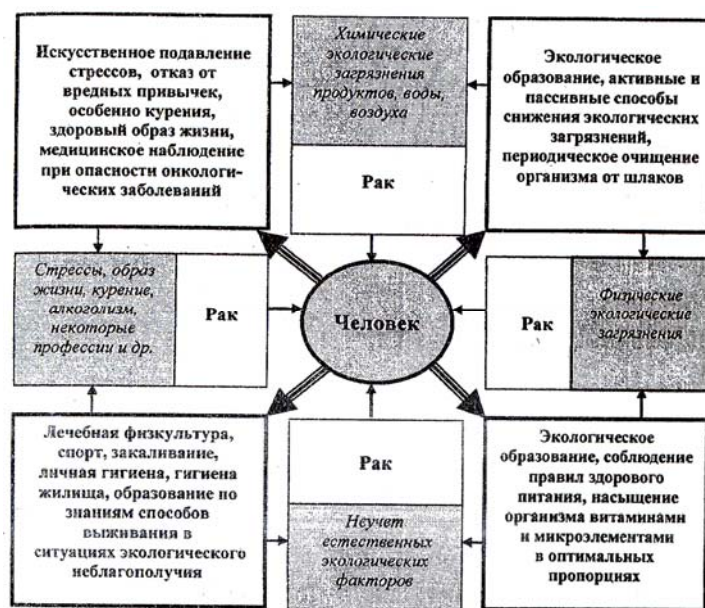 Искусственное подавление
стрессов, отказ от
вредных привычек,
особенно курения,
здоровый образ жизни,
медицинское наблюдение
при опасности онкологи-
ческих заболеваний
Химические
экологические
загрязнения
продуктов, воды,
воздуха
Рак
Экологическое
образование, активные и
пассивные способы
снижения экологических
загрязнений,
периодическое очищение
организма от шлаков
Стрессы, образ
жизни, курение,
алкоголизм,
некоторые
профессии и др.
Рак
Человек
Рак
Физические
экологические
загрязнения
Лечебная физкультура,
спорт, закаливание,
личная гигиена, гигиена
жилища, образование по
знаниям способов
выживания в
ситуациях экологического
неблагополучия
Рак
Неучет
естественных
экологических
факторов
Экологическое
образование, соблюдение
правил здорового
питания, насыщение
организма витаминами
и микроэлементами
в оптимальных
пропорциях